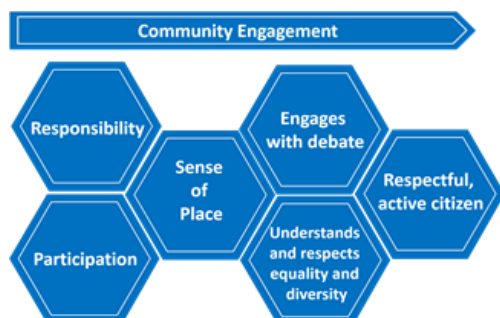 Community Engagement
Responsibility
Participation
Sense
of
Place
Engages
with debate
Understands
and respects
equality and
diversity
Respectful,
active citizen